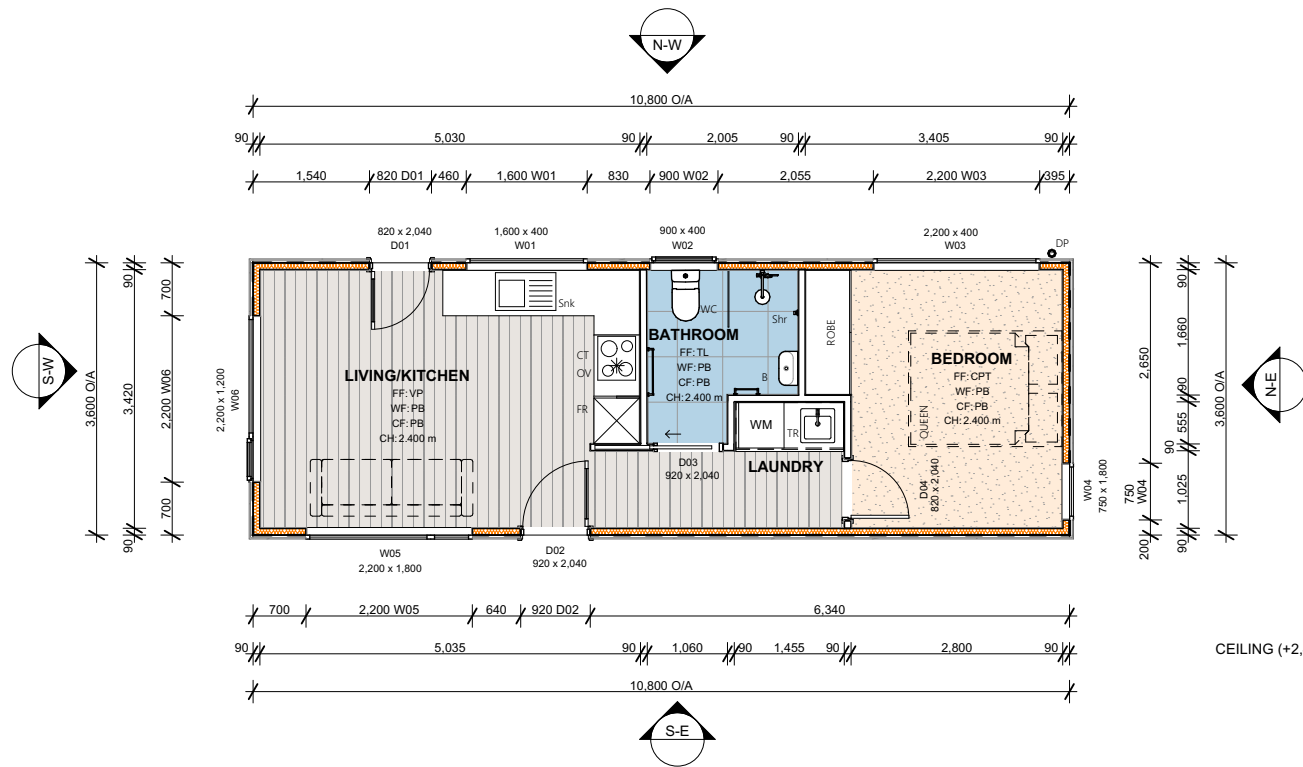 N-W
10,800 O/A
90 5,030 90 2,005 90 3,405 90
1,540 820 D01 460 1,600 W01 830 900 W02 2,055 2,200 W03 395
820 x 2,040
D01
1,600 x 400
W01
900 x 400
W02
2,200 x 400
W03
DP
S-W
3,600 O/A
90
3,420
90
700
2,200 W06
700
2,200 x 1,200
W06
LIVING/KITCHEN
FF: VP
WF: PB
CF: PB
CH: 2.400 m
Snk
CT
OV
FR
WC
Shr
BATHROOM
FF: TL
WF: PB
CF: PB
CH: 2.400 m
B
ROBE
WM
TR
LAUNDRY
D03
920 x 2,040
BEDROOM
FF: CPT
WF: PB
CF: PB
CH: 2.400 m
QUEEN
D04
820 x 2,040
W04
750 x 1,800
2,650
750
W04
200
90
1,660
90
555
90
1,025
90
3,600 O/A
N-E
W05
2,200 x 1,800
D02
920 x 2,040
700 2,200 W05 640 920 D02 6,340
90 5,035 90 1,060 90 1,455 90 2,800 90
10,800 O/A
CEILING (+2,
S-E